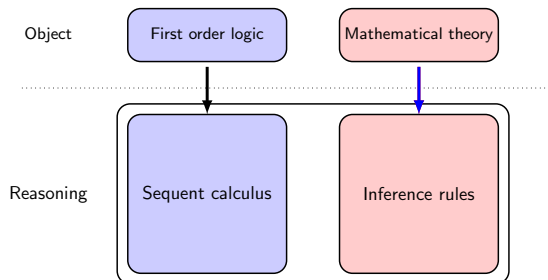 Object
First order logic
Mathematical theory
Reasoning
Sequent calculus
Inference rules